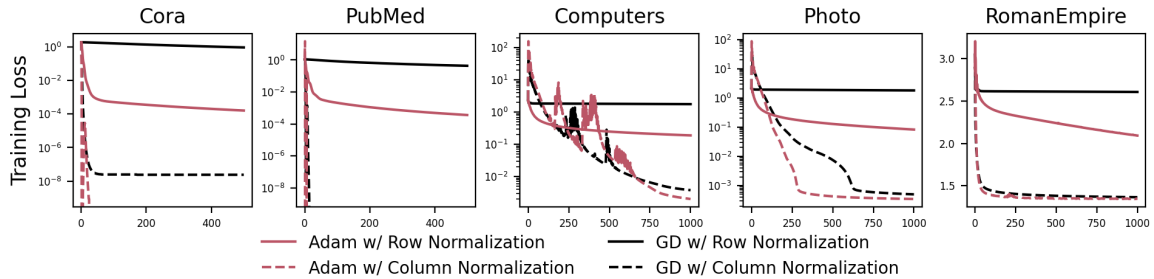 Cora PubMed Computers Photo RomanEmpire
Training Loss
10^0 10^-2 10^-4 10^-6 10^-8
0 200 400
10^0 10^-2 10^-4 10^-6 10^-8
0 200 400
10^2 10^1 10^0 10^-1 10^-2
0 250 500 750 1000
10^2 10^1 10^0 10^-1 10^-2 10^-3
0 250 500 750 1000
3.0 2.5 2.0 1.5
0 250 500 750 1000
Adam w/ Row Normalization GD w/ Row Normalization
Adam w/ Column Normalization GD w/ Column Normalization